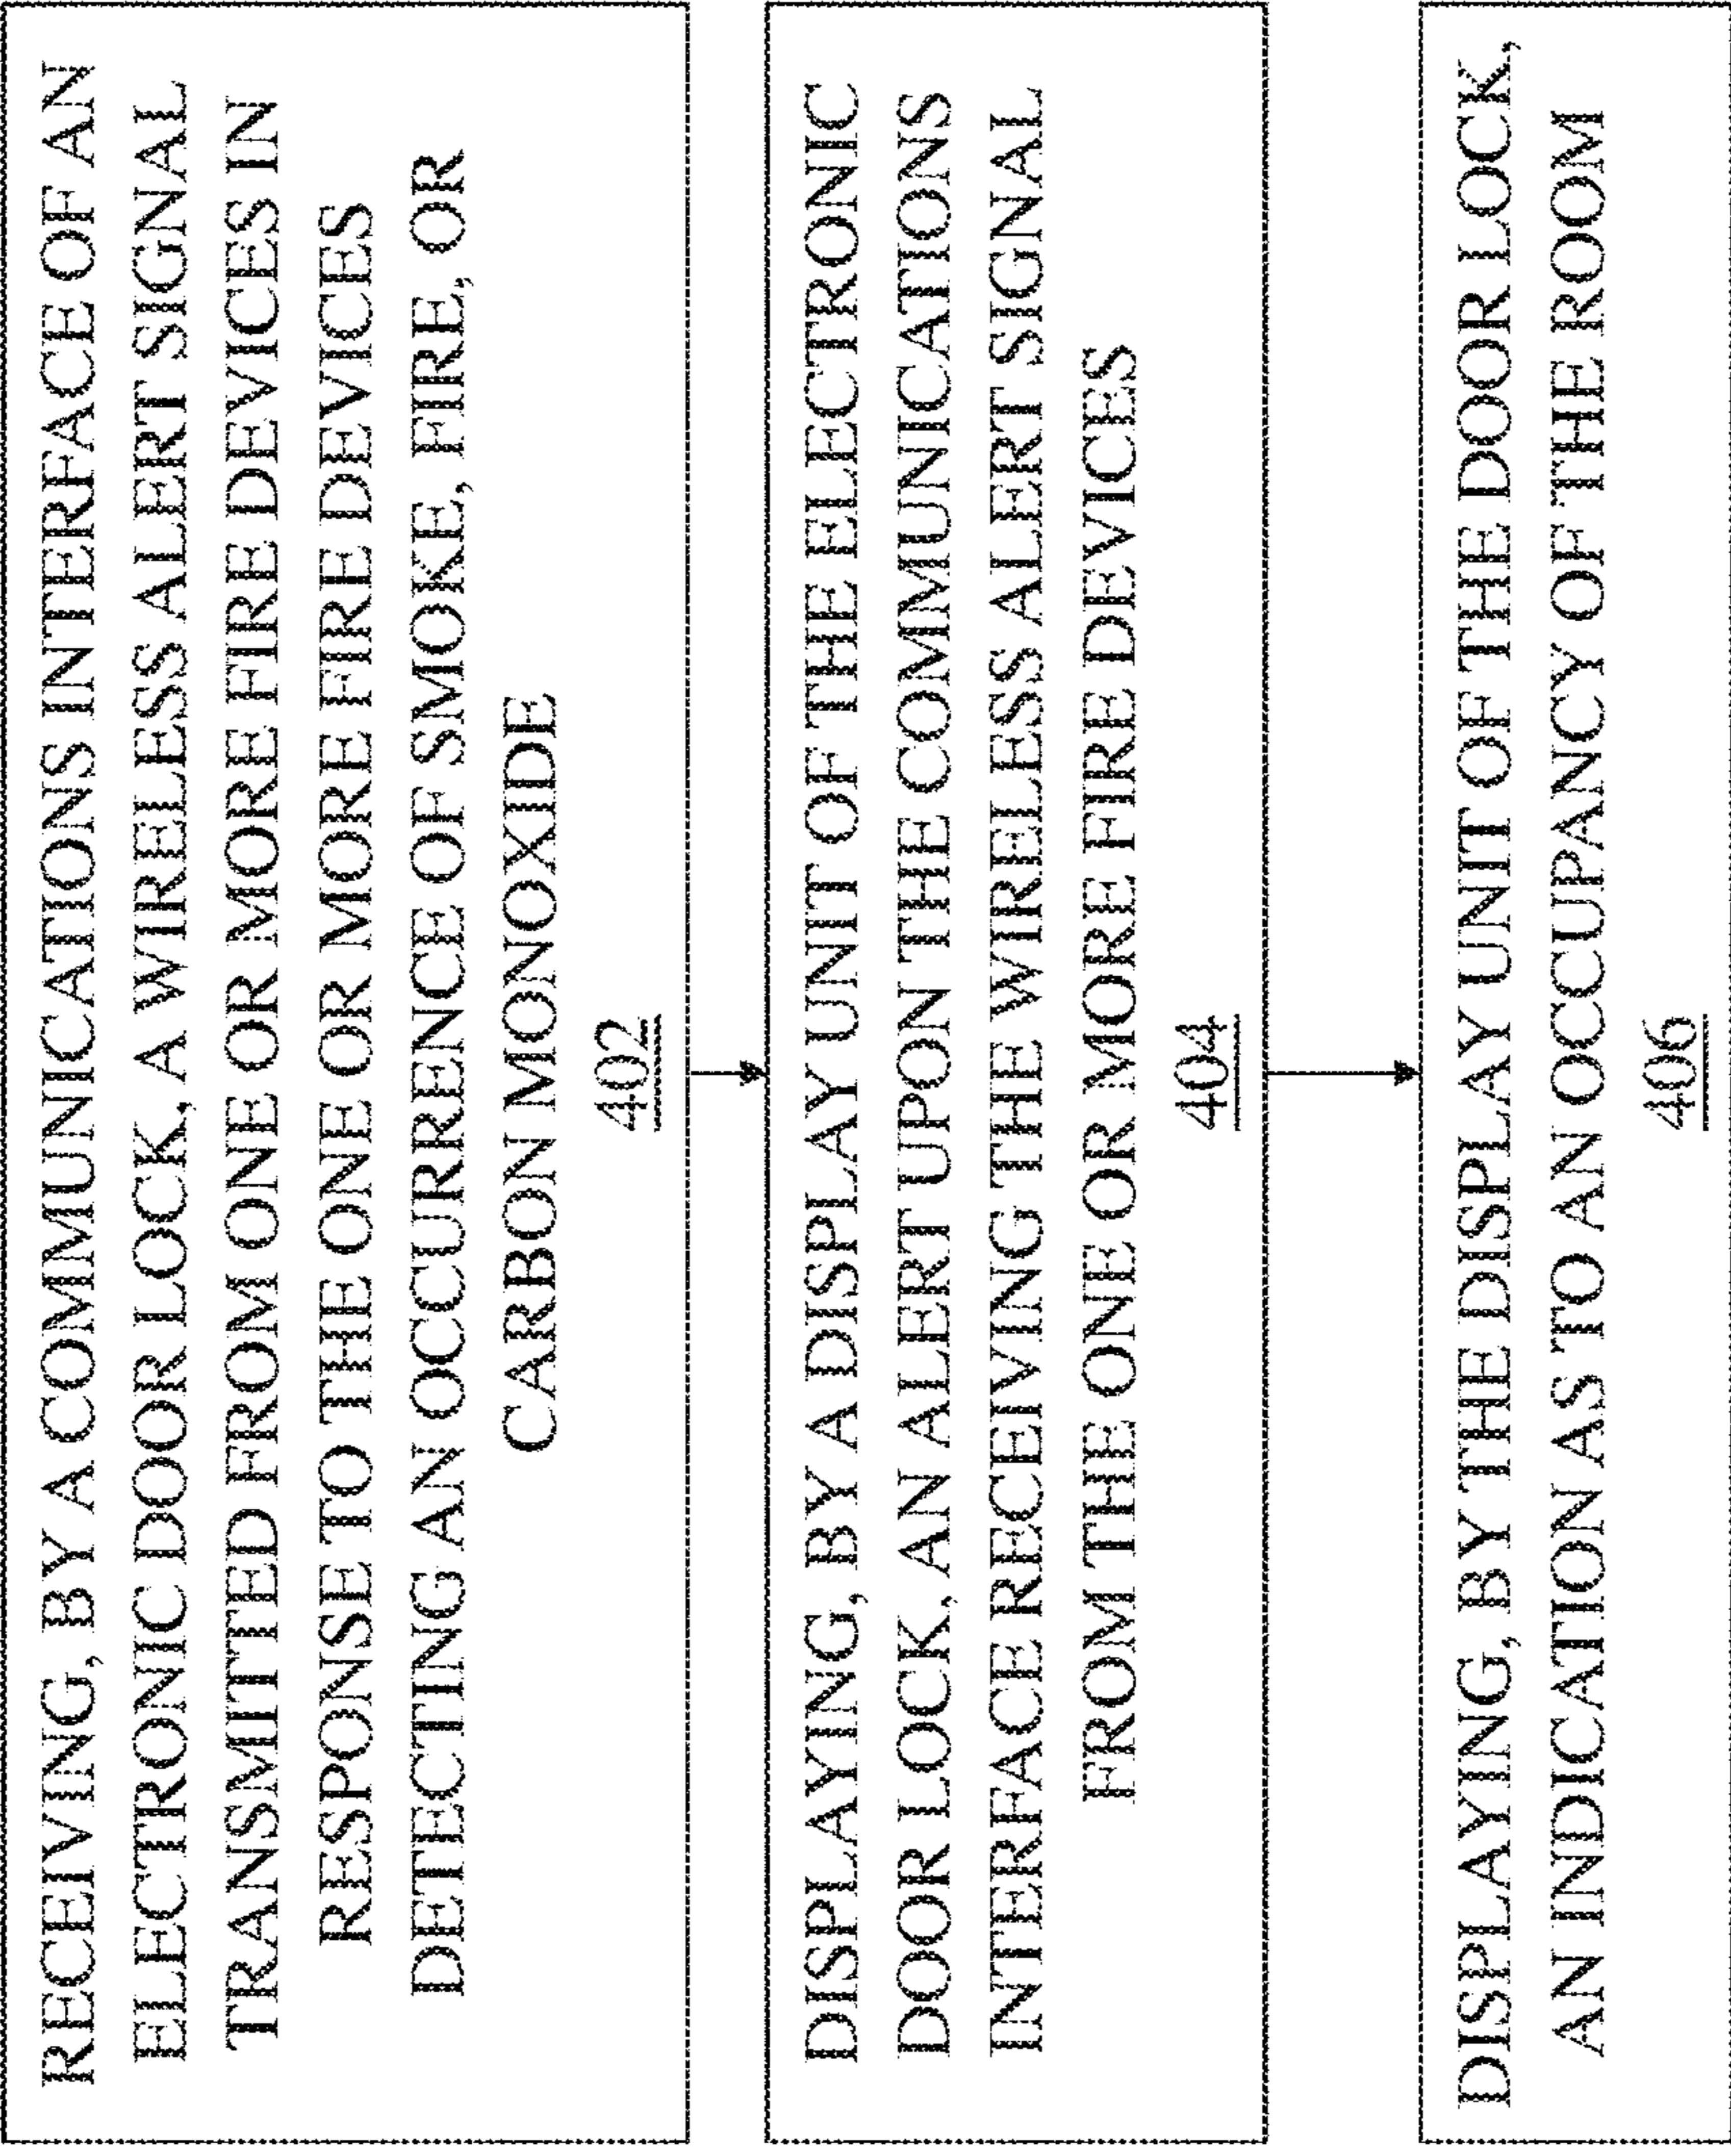 RECEIVING, BY A COMMUNICATIONS INTERFACE OF AN
ELECTRONIC DOOR LOCK, A WIRELESS ALERT SIGNAL
TRANSMITTED FROM ONE OR MORE FIRE DEVICES IN
RESPONSE TO THE ONE OR MORE FIRE DEVICES
DETECTING AN OCCURRENCE OF SMOKE, FIRE, OR
CARBON MONOXIDE
402
DISPLAYING, BY A DISPLAY UNIT OF THE ELECTRONIC
DOOR LOCK, AN ALERT UPON THE COMMUNICATIONS
INTERFACE RECEIVING THE WIRELESS ALERT SIGNAL
FROM THE ONE OR MORE FIRE DEVICES
404
DISPLAYING, BY THE DISPLAY UNIT OF THE DOOR LOCK,
AN INDICATION AS TO AN OCCUPANCY OF THE ROOM
406